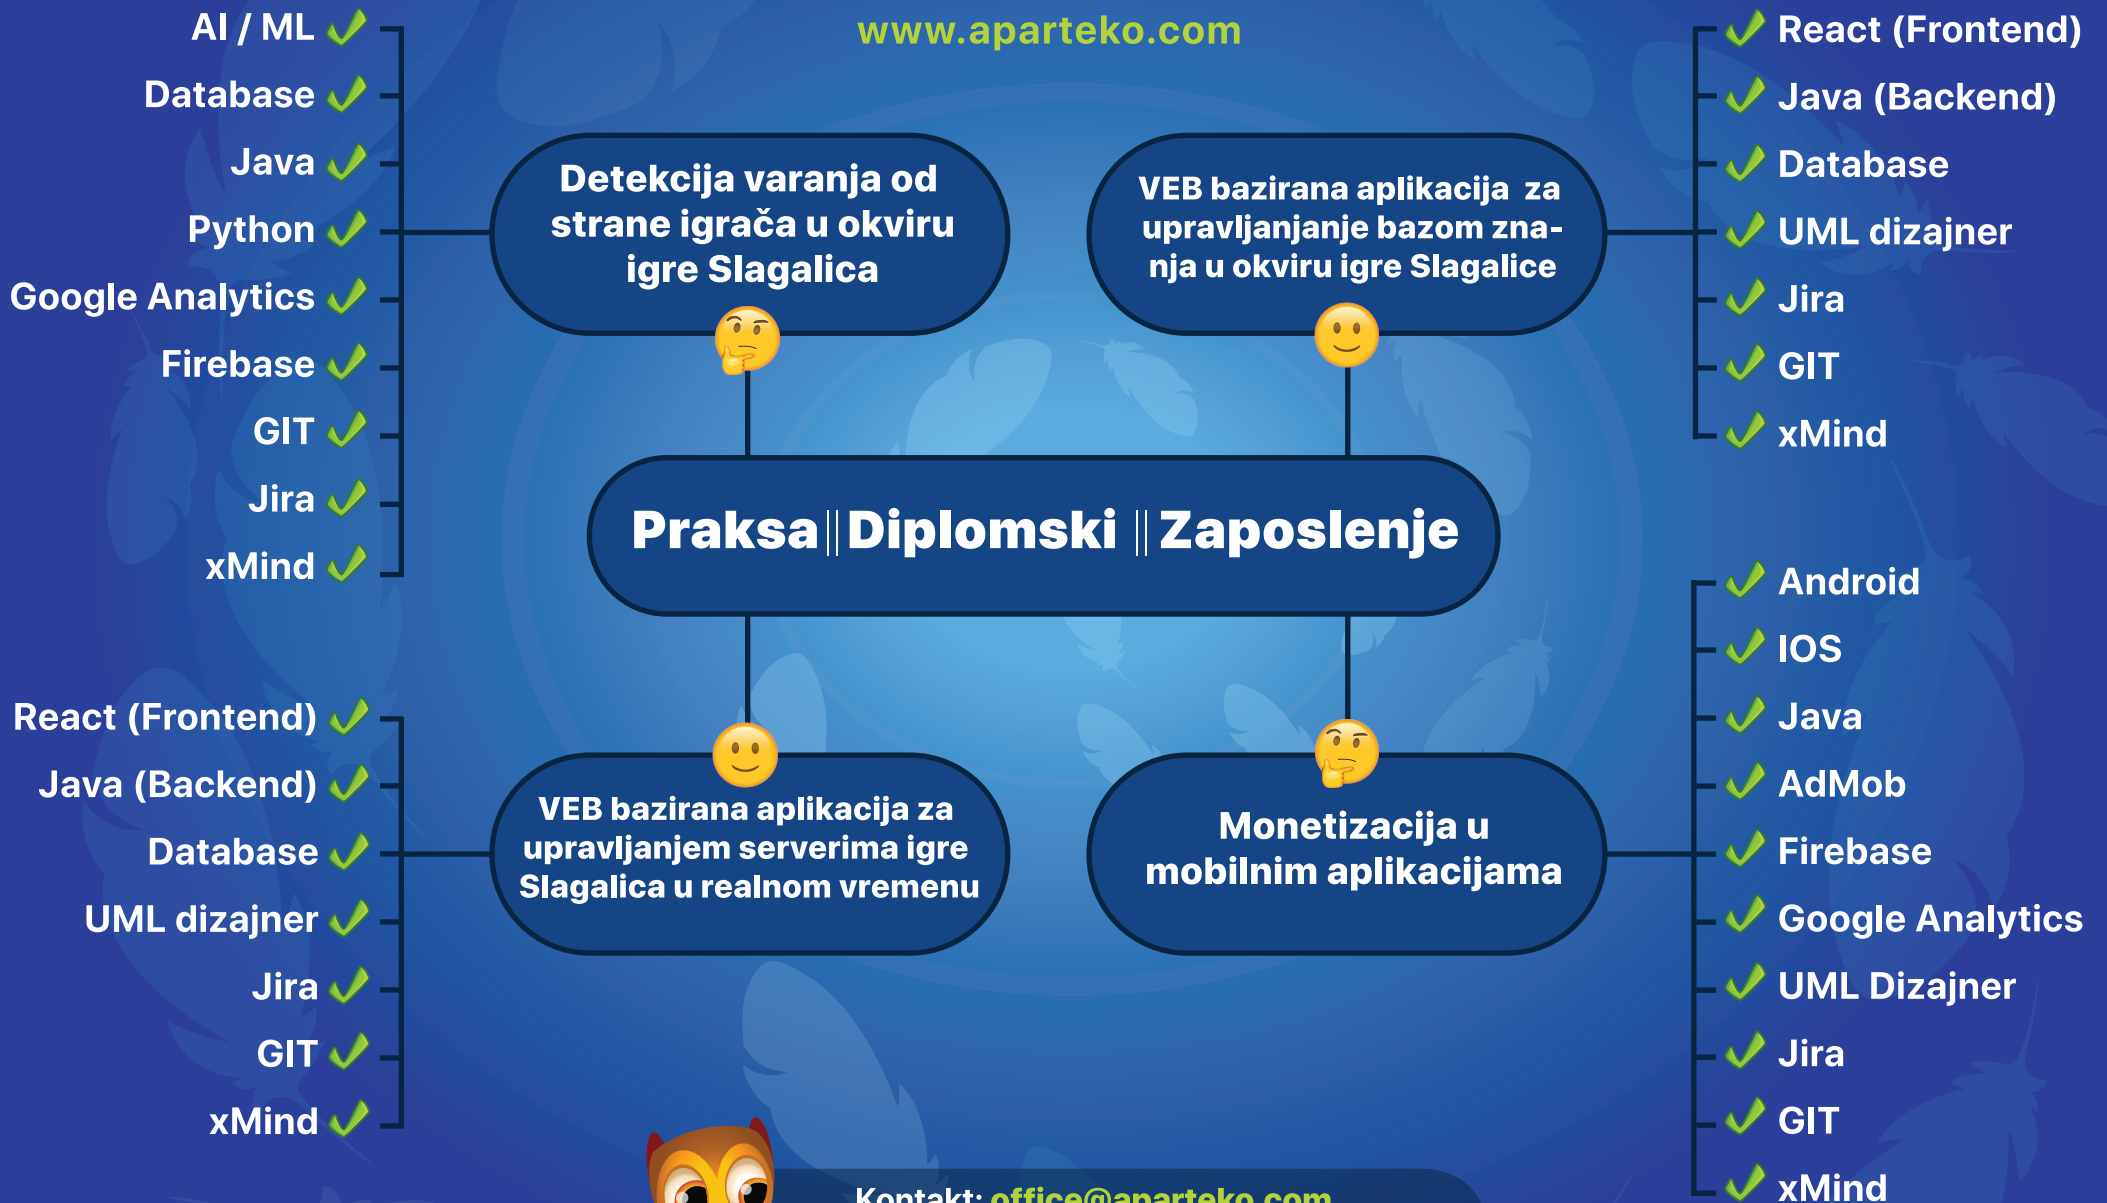 www.aparteko.com
AI / ML
Database
Java
Python
Google Analytics
Firebase
GIT
Jira
xMind
Detekcija varanja od
strane igrača u okviru
igre Slagalica
VEB bazirana aplikacija za
upravljanjanje bazom zna-
nja u okviru igre Slagalice
React (Frontend)
Java (Backend)
Database
UML dizajner
Jira
GIT
xMind
Praksa || Diplomski || Zaposlenje
React (Frontend)
Java (Backend)
Database
UML dizajner
Jira
GIT
xMind
VEB bazirana aplikacija za
upravljanjem serverima igre
Slagalica u realnom vremenu
Monetizacija u
mobilnim aplikacijama
Android
IOS
Java
AdMob
Firebase
Google Analytics
UML Dizajner
Jira
GIT
xMind
Kontakt: office@aparteko.com